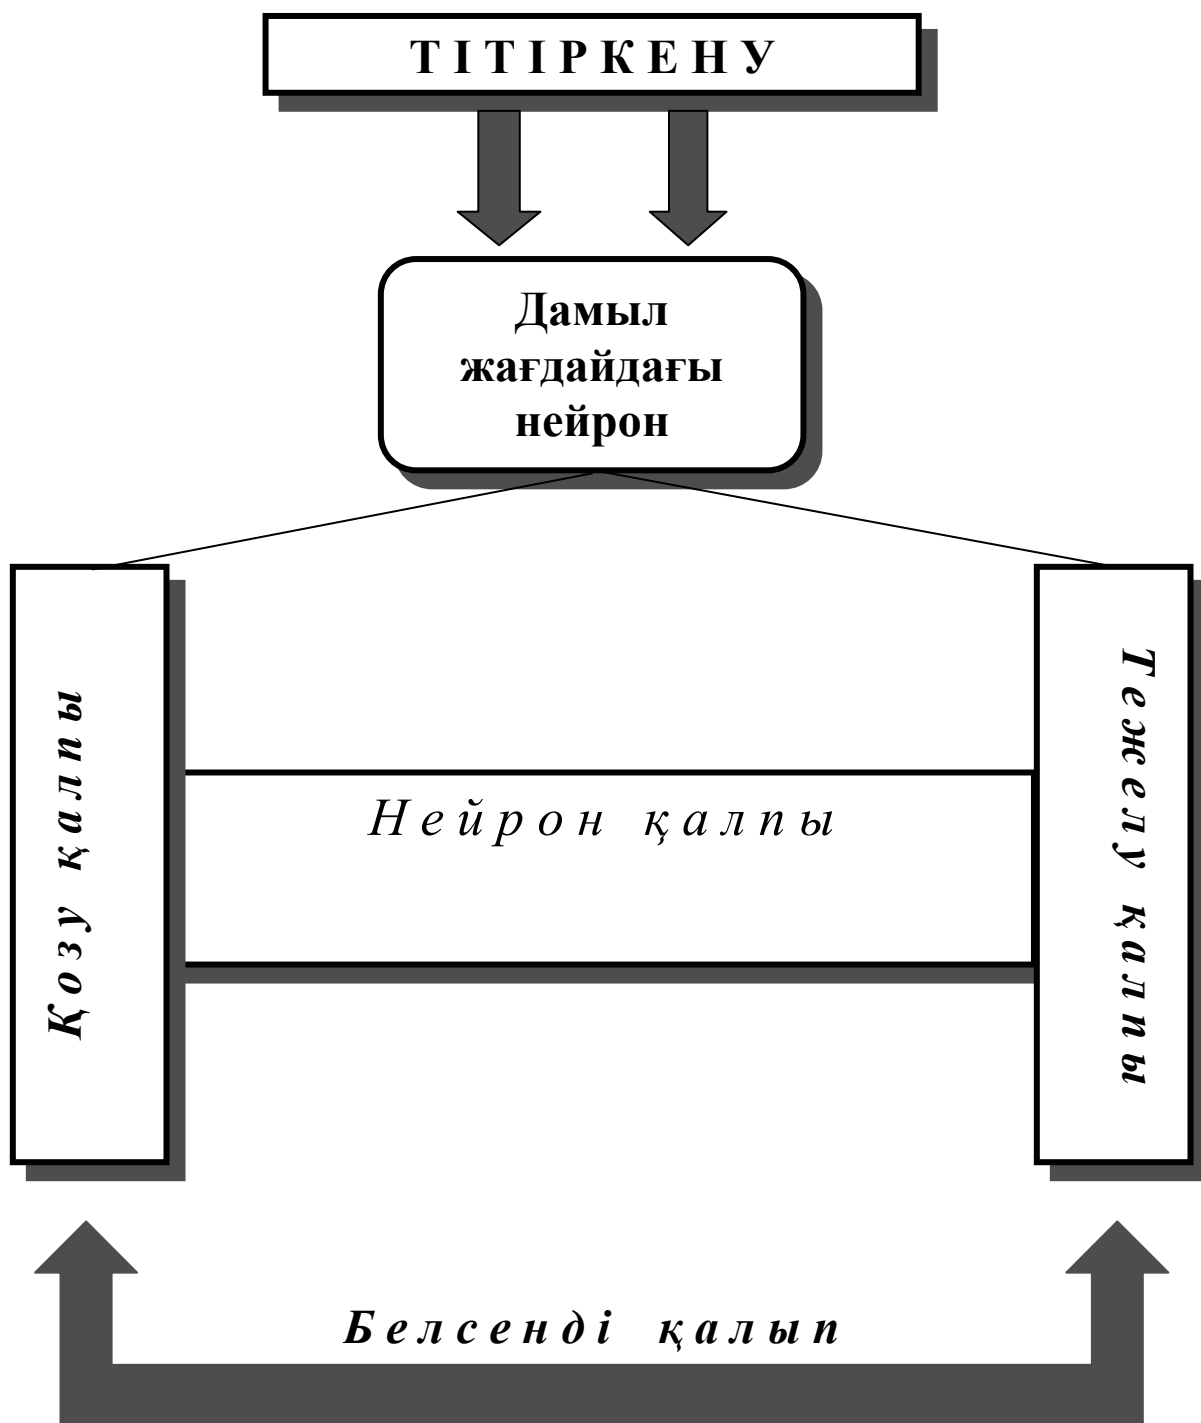 ТІТІРКЕНУ
Дамыл
жағдайдағы
нейрон
Қозу қалпы
Нейрон қалпы
Тежелу қалпы
Белсенді қалып